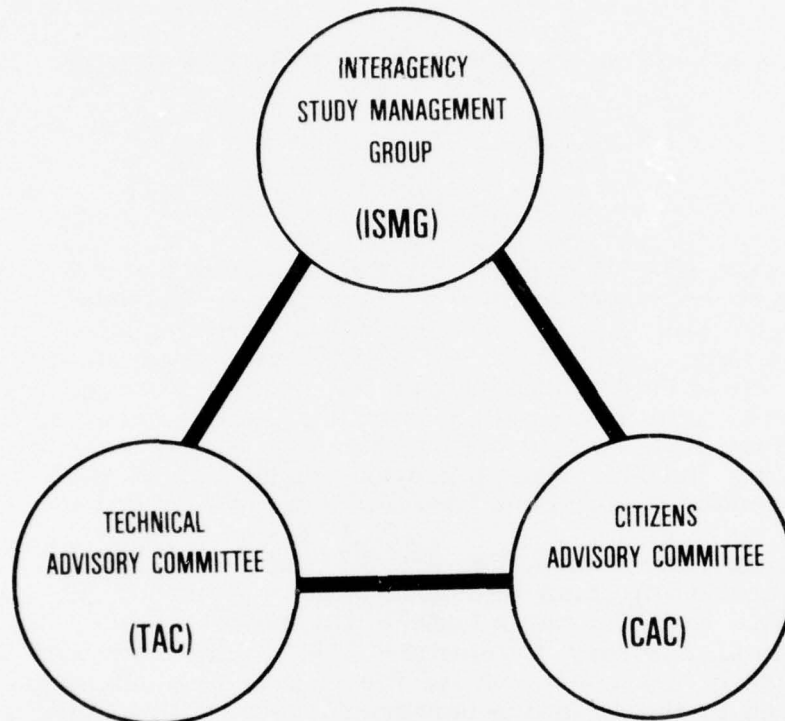 INTERAGENCY
STUDY MANAGEMENT
GROUP
(ISMG)
TECHNICAL
ADVISORY COMMITTEE
(TAC)
CITIZENS
ADVISORY COMMITTEE
(CAC)